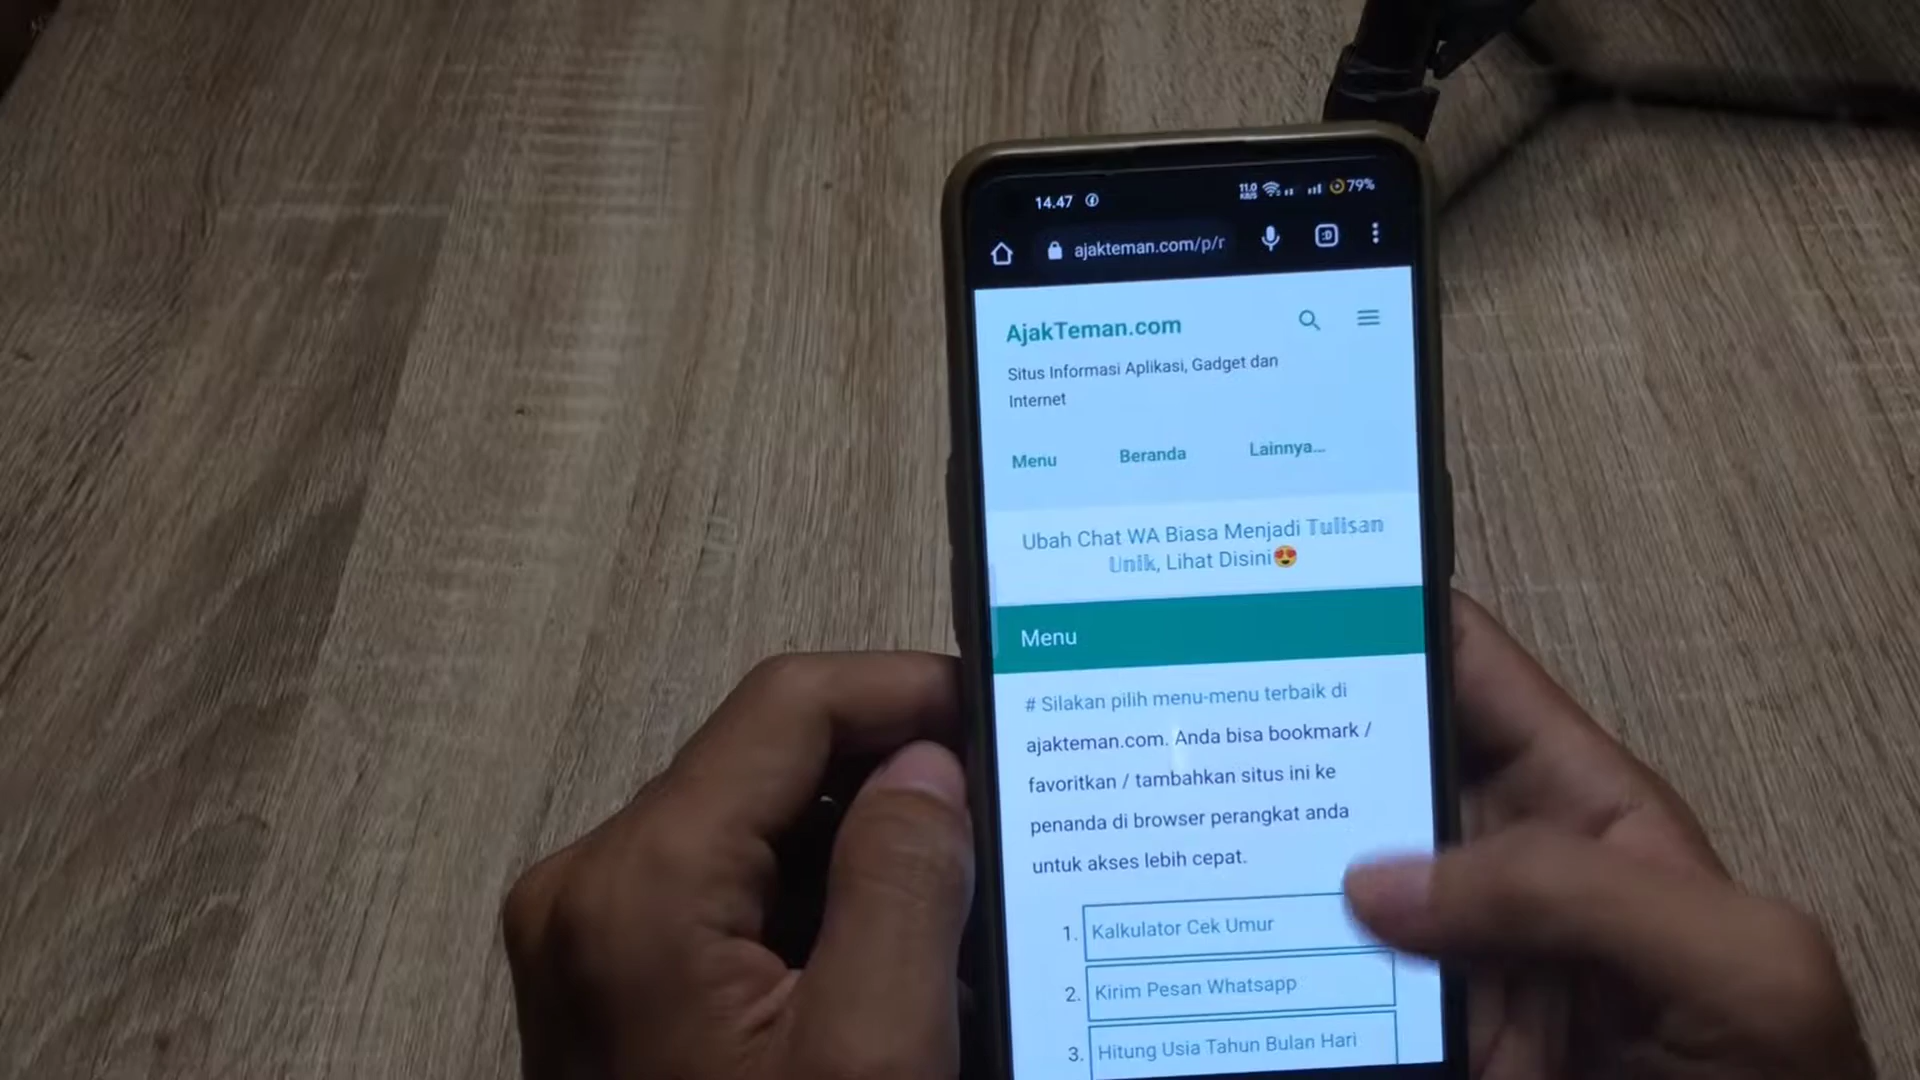 14.47 11.0 KB/S 79%
ajakteman.com/p/r
AjakTeman.com
Situs Informasi Aplikasi, Gadget dan
Internet
Menu Beranda Lainnya...
Ubah Chat WA Biasa Menjadi 𝕋𝕦𝕝𝕚𝕤𝕒𝕟
𝕌𝕟𝕚𝕜, Lihat Disini😍
Menu
# Silakan pilih menu-menu terbaik di
ajakteman.com. Anda bisa bookmark /
favoritkan / tambahkan situs ini ke
penanda di browser perangkat anda
untuk akses lebih cepat.
1. Kalkulator Cek Umur
2. Kirim Pesan Whatsapp
3. Hitung Usia Tahun Bulan Hari